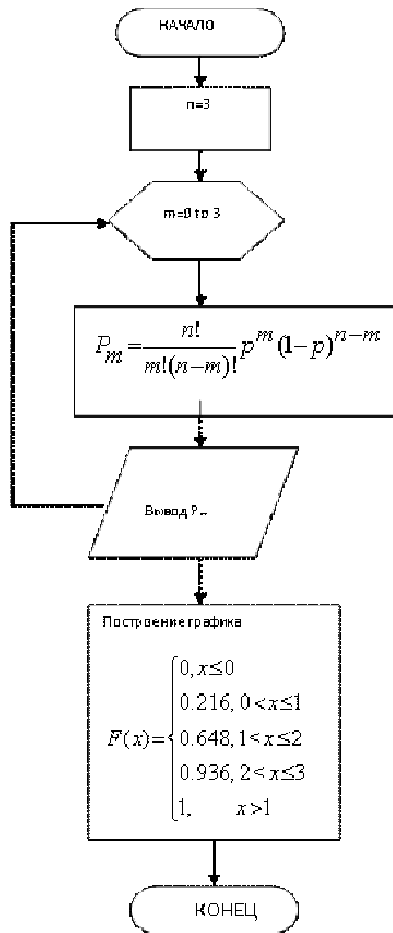 НАЧАЛО
n=3
m=0 to 3
P_m = n! / m!(n−m)! p^m (1−p)^{n−m}
Вывод P_m
Построение графика
F(x) = {
0, x≤0
0.216, 0<x≤1
0.648, 1<x≤2
0.936, 2<x≤3
1, x>1
КОНЕЦ